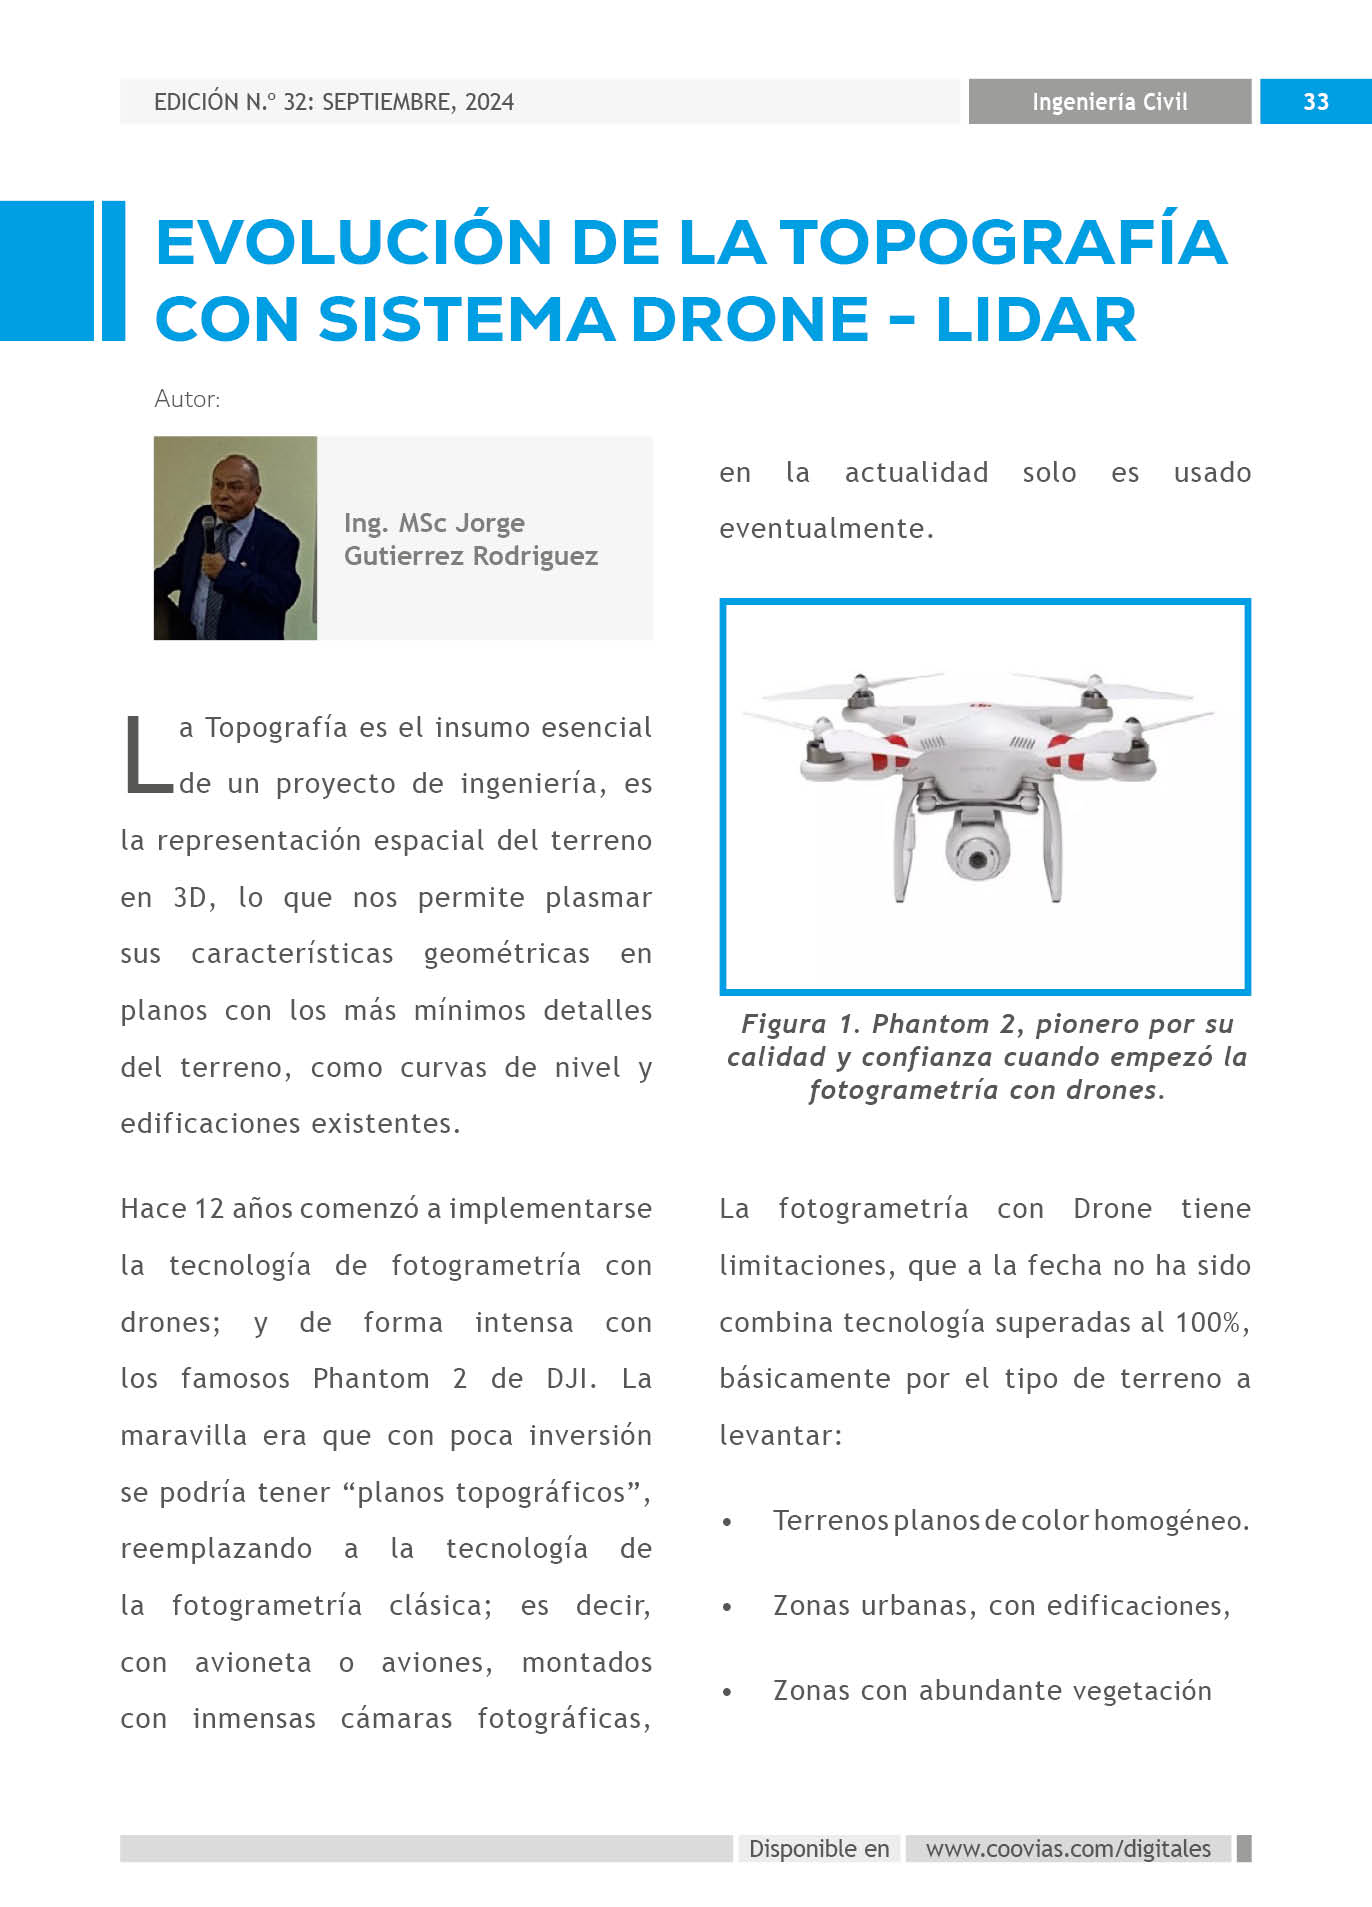 EDICIÓN N.º 32: SEPTIEMBRE, 2024
Ingeniería Civil
33
EVOLUCIÓN DE LA TOPOGRAFÍA
CON SISTEMA DRONE - LIDAR
Autor:
Ing. MSc Jorge
Gutierrez Rodriguez
La Topografía es el insumo esencial
de un proyecto de ingeniería, es
la representación espacial del terreno
en 3D, lo que nos permite plasmar
sus características geométricas en
planos con los más mínimos detalles
del terreno, como curvas de nivel y
edificaciones existentes.
Hace 12 años comenzó a implementarse
la tecnología de fotogrametría con
drones; y de forma intensa con
los famosos Phantom 2 de DJI. La
maravilla era que con poca inversión
se podría tener “planos topográficos”,
reemplazando a la tecnología de
la fotogrametría clásica; es decir,
con avioneta o aviones, montados
con inmensas cámaras fotográficas,
en la actualidad solo es usado
eventualmente.
Figura 1. Phantom 2, pionero por su
calidad y confianza cuando empezó la
fotogrametría con drones.
La fotogrametría con Drone tiene
limitaciones, que a la fecha no ha sido
combina tecnología superadas al 100%,
básicamente por el tipo de terreno a
levantar:
• Terrenos planos de color homogéneo.
• Zonas urbanas, con edificaciones,
• Zonas con abundante vegetación
Disponible en
www.coovias.com/digitales